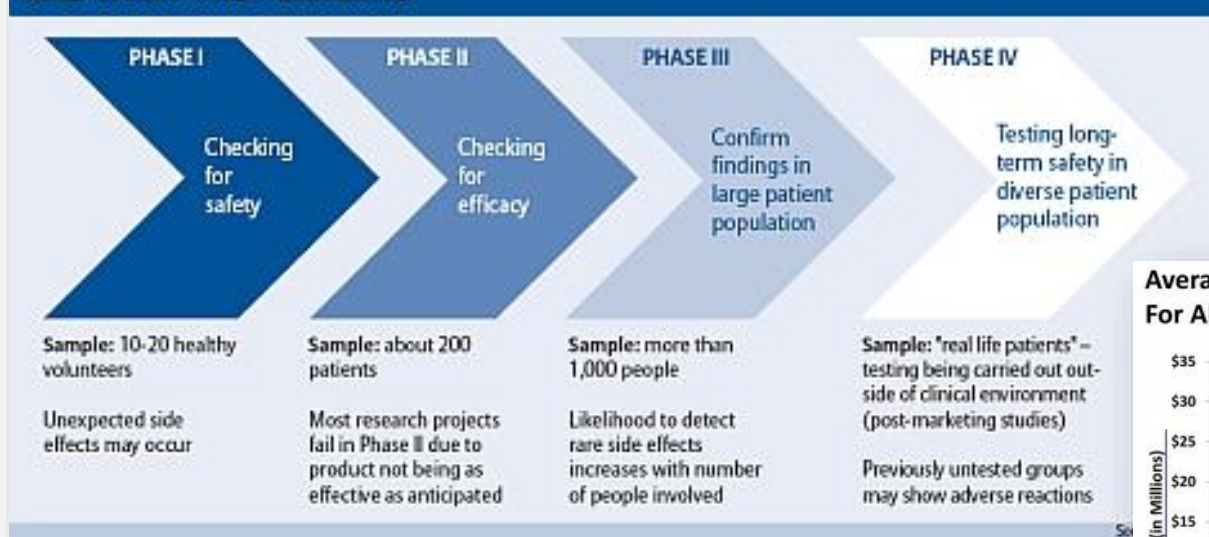 PHASE I
Checking
for
safety
Sample: 10-20 healthy
volunteers
Unexpected side
effects may occur
PHASE II
Checking
for
efficacy
Sample: about 200
patients
Most research projects
fail in Phase II due to
product not being as
effective as anticipated
PHASE III
Confirm
findings in
large patient
population
Sample: more than
1,000 people
Likelihood to detect
rare side effects
increases with number
of people involved
PHASE IV
Testing long-
term safety in
diverse patient
population
Sample: "real life patients" –
testing being carried out out-
side of clinical environment
(post-marketing studies)
Previously untested groups
may show adverse reactions
For
$35
$30
$25
$20
$15
(in Millions)